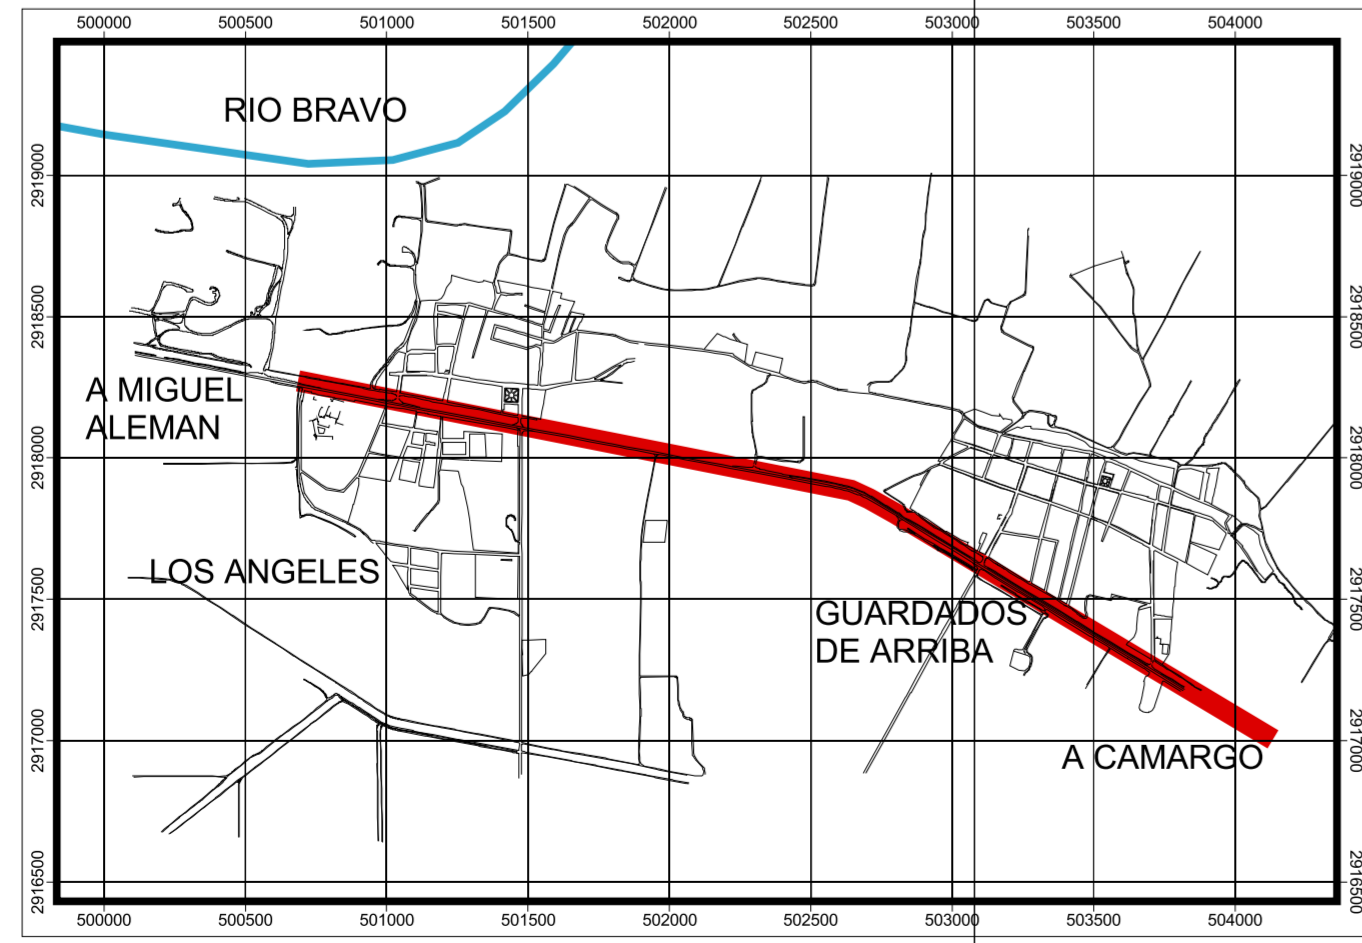 500000 500500 501000 501500 502000 502500 503000 503500 504000
RIO BRAVO
2919000 2919000
2918500 2918500
A MIGUEL
ALEMAN
2918000 2918000
LOS ANGELES
2917500 2917500
GUARDADOS
DE ARRIBA
2917000 2917000
A CAMARGO
2916500 2916500
500000 500500 501000 501500 502000 502500 503000 503500 504000